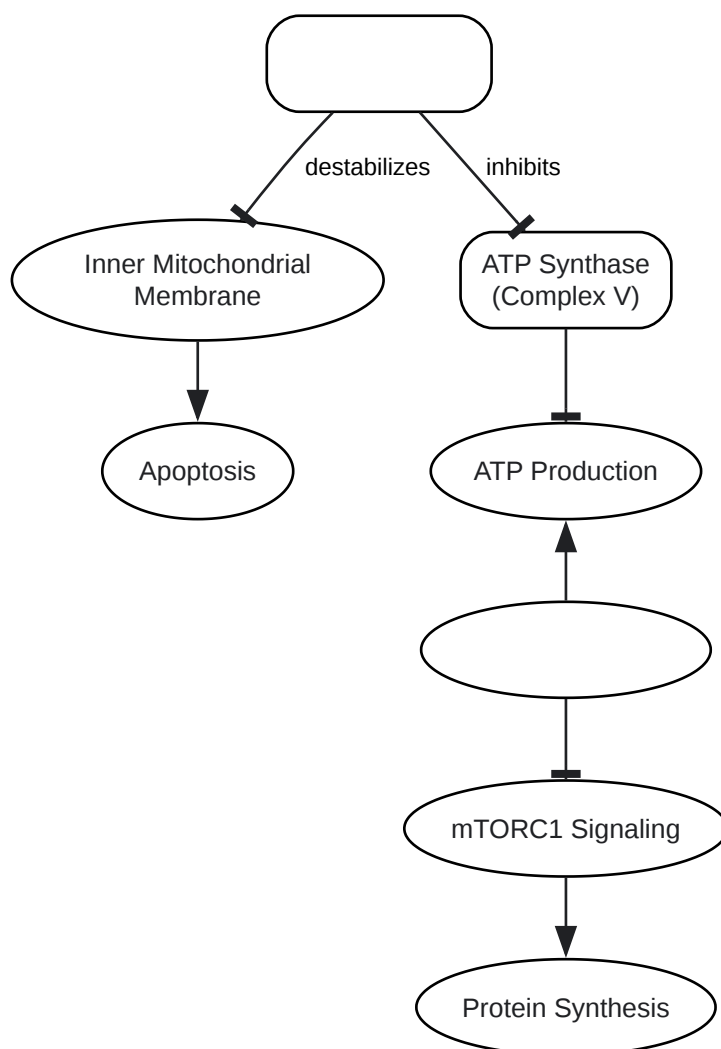 destabilizes
inhibits
Inner Mitochondrial
Membrane
ATP Synthase
(Complex V)
Apoptosis
ATP Production
mTORC1 Signaling
Protein Synthesis